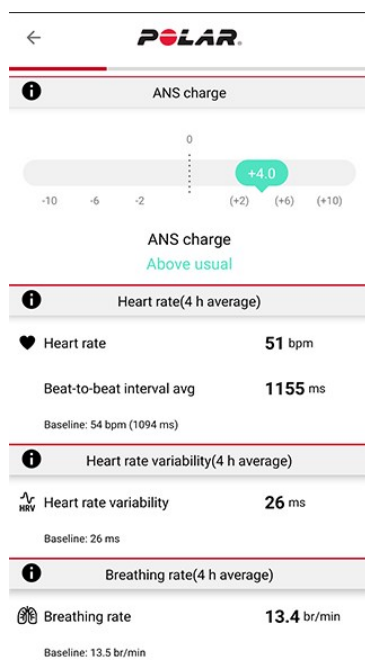 POLAR.
ANS charge
0
+4.0
-10 -6 -2 (+2) (+6) (+10)
ANS charge
Above usual
Heart rate(4 h average)
Heart rate 51 bpm
Beat-to-beat interval avg 1155 ms
Baseline: 54 bpm (1094 ms)
Heart rate variability(4 h average)
HRV Heart rate variability 26 ms
Baseline: 26 ms
Breathing rate(4 h average)
Breathing rate 13.4 br/min
Baseline: 13.5 br/min